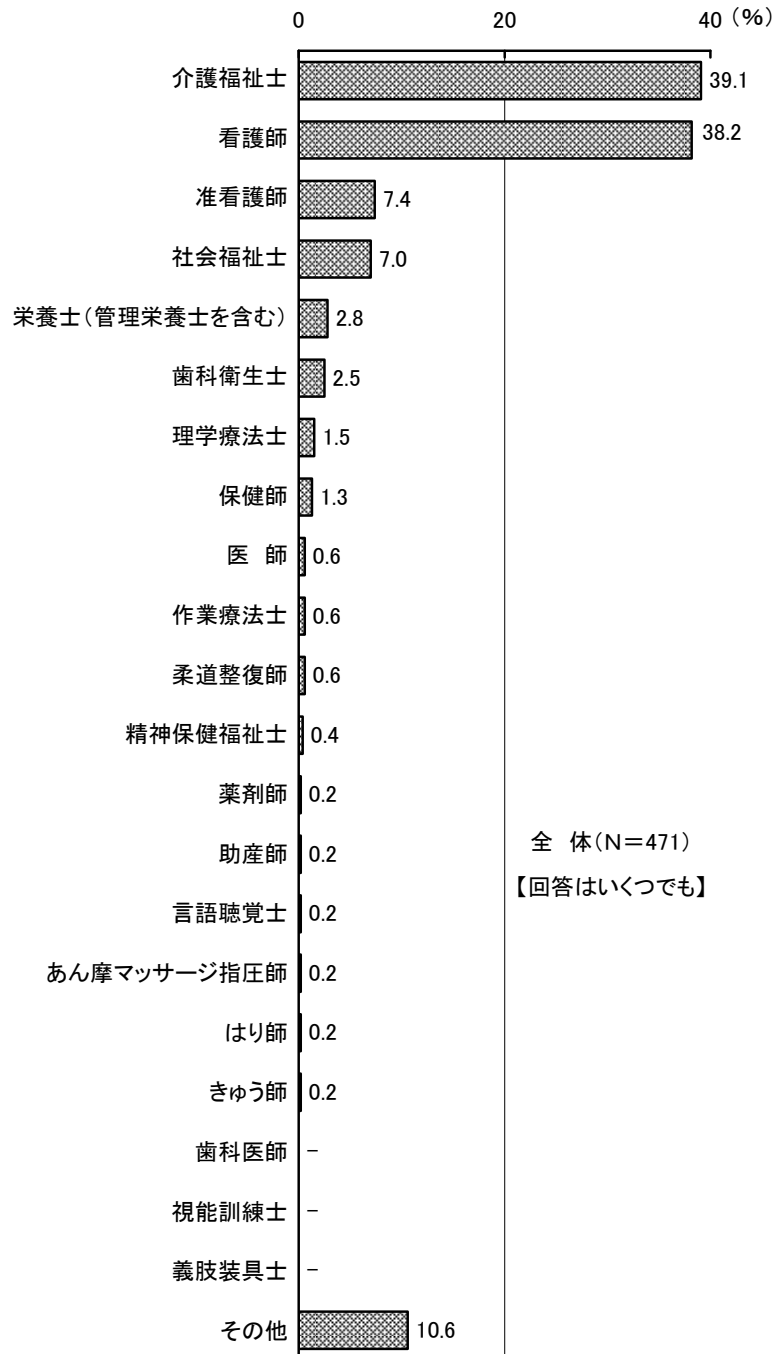 0 20 40 (%)
介護福祉士 39.1
看護師 38.2
准看護師 7.4
社会福祉士 7.0
栄養士(管理栄養士を含む) 2.8
歯科衛生士 2.5
理学療法士 1.5
保健師 1.3
医 師 0.6
作業療法士 0.6
柔道整復師 0.6
精神保健福祉士 0.4
薬剤師 0.2
助産師 0.2
言語聴覚士 0.2
あん摩マッサージ指圧師 0.2
はり師 0.2
きゅう師 0.2
歯科医師 -
視能訓練士 -
義肢装具士 -
その他 10.6
全 体(N=471)
【回答はいくつでも】